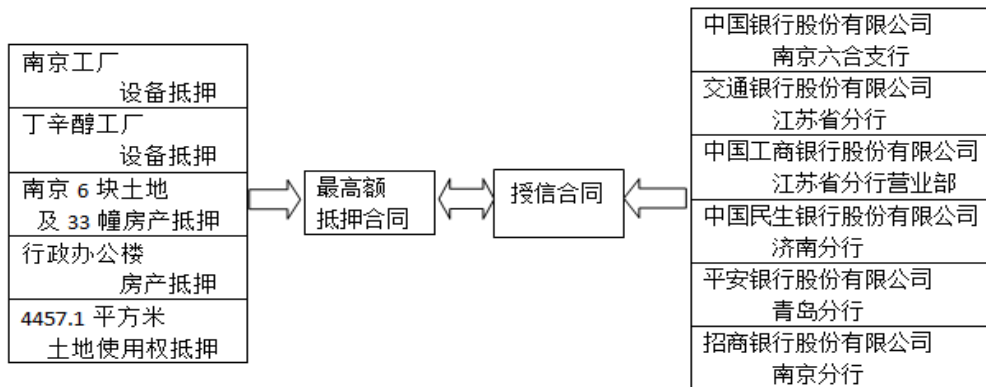 南京工厂
设备抵押
丁辛醇工厂
设备抵押
南京 6 块土地
及 33 幢房产抵押
行政办公楼
房产抵押
4457.1 平方米
土地使用权抵押
最高额
抵押合同
授信合同
中国银行股份有限公司
南京六合支行
交通银行股份有限公司
江苏省分行
中国工商银行股份有限公司
江苏省分行营业部
中国民生银行股份有限公司
济南分行
平安银行股份有限公司
青岛分行
招商银行股份有限公司
南京分行